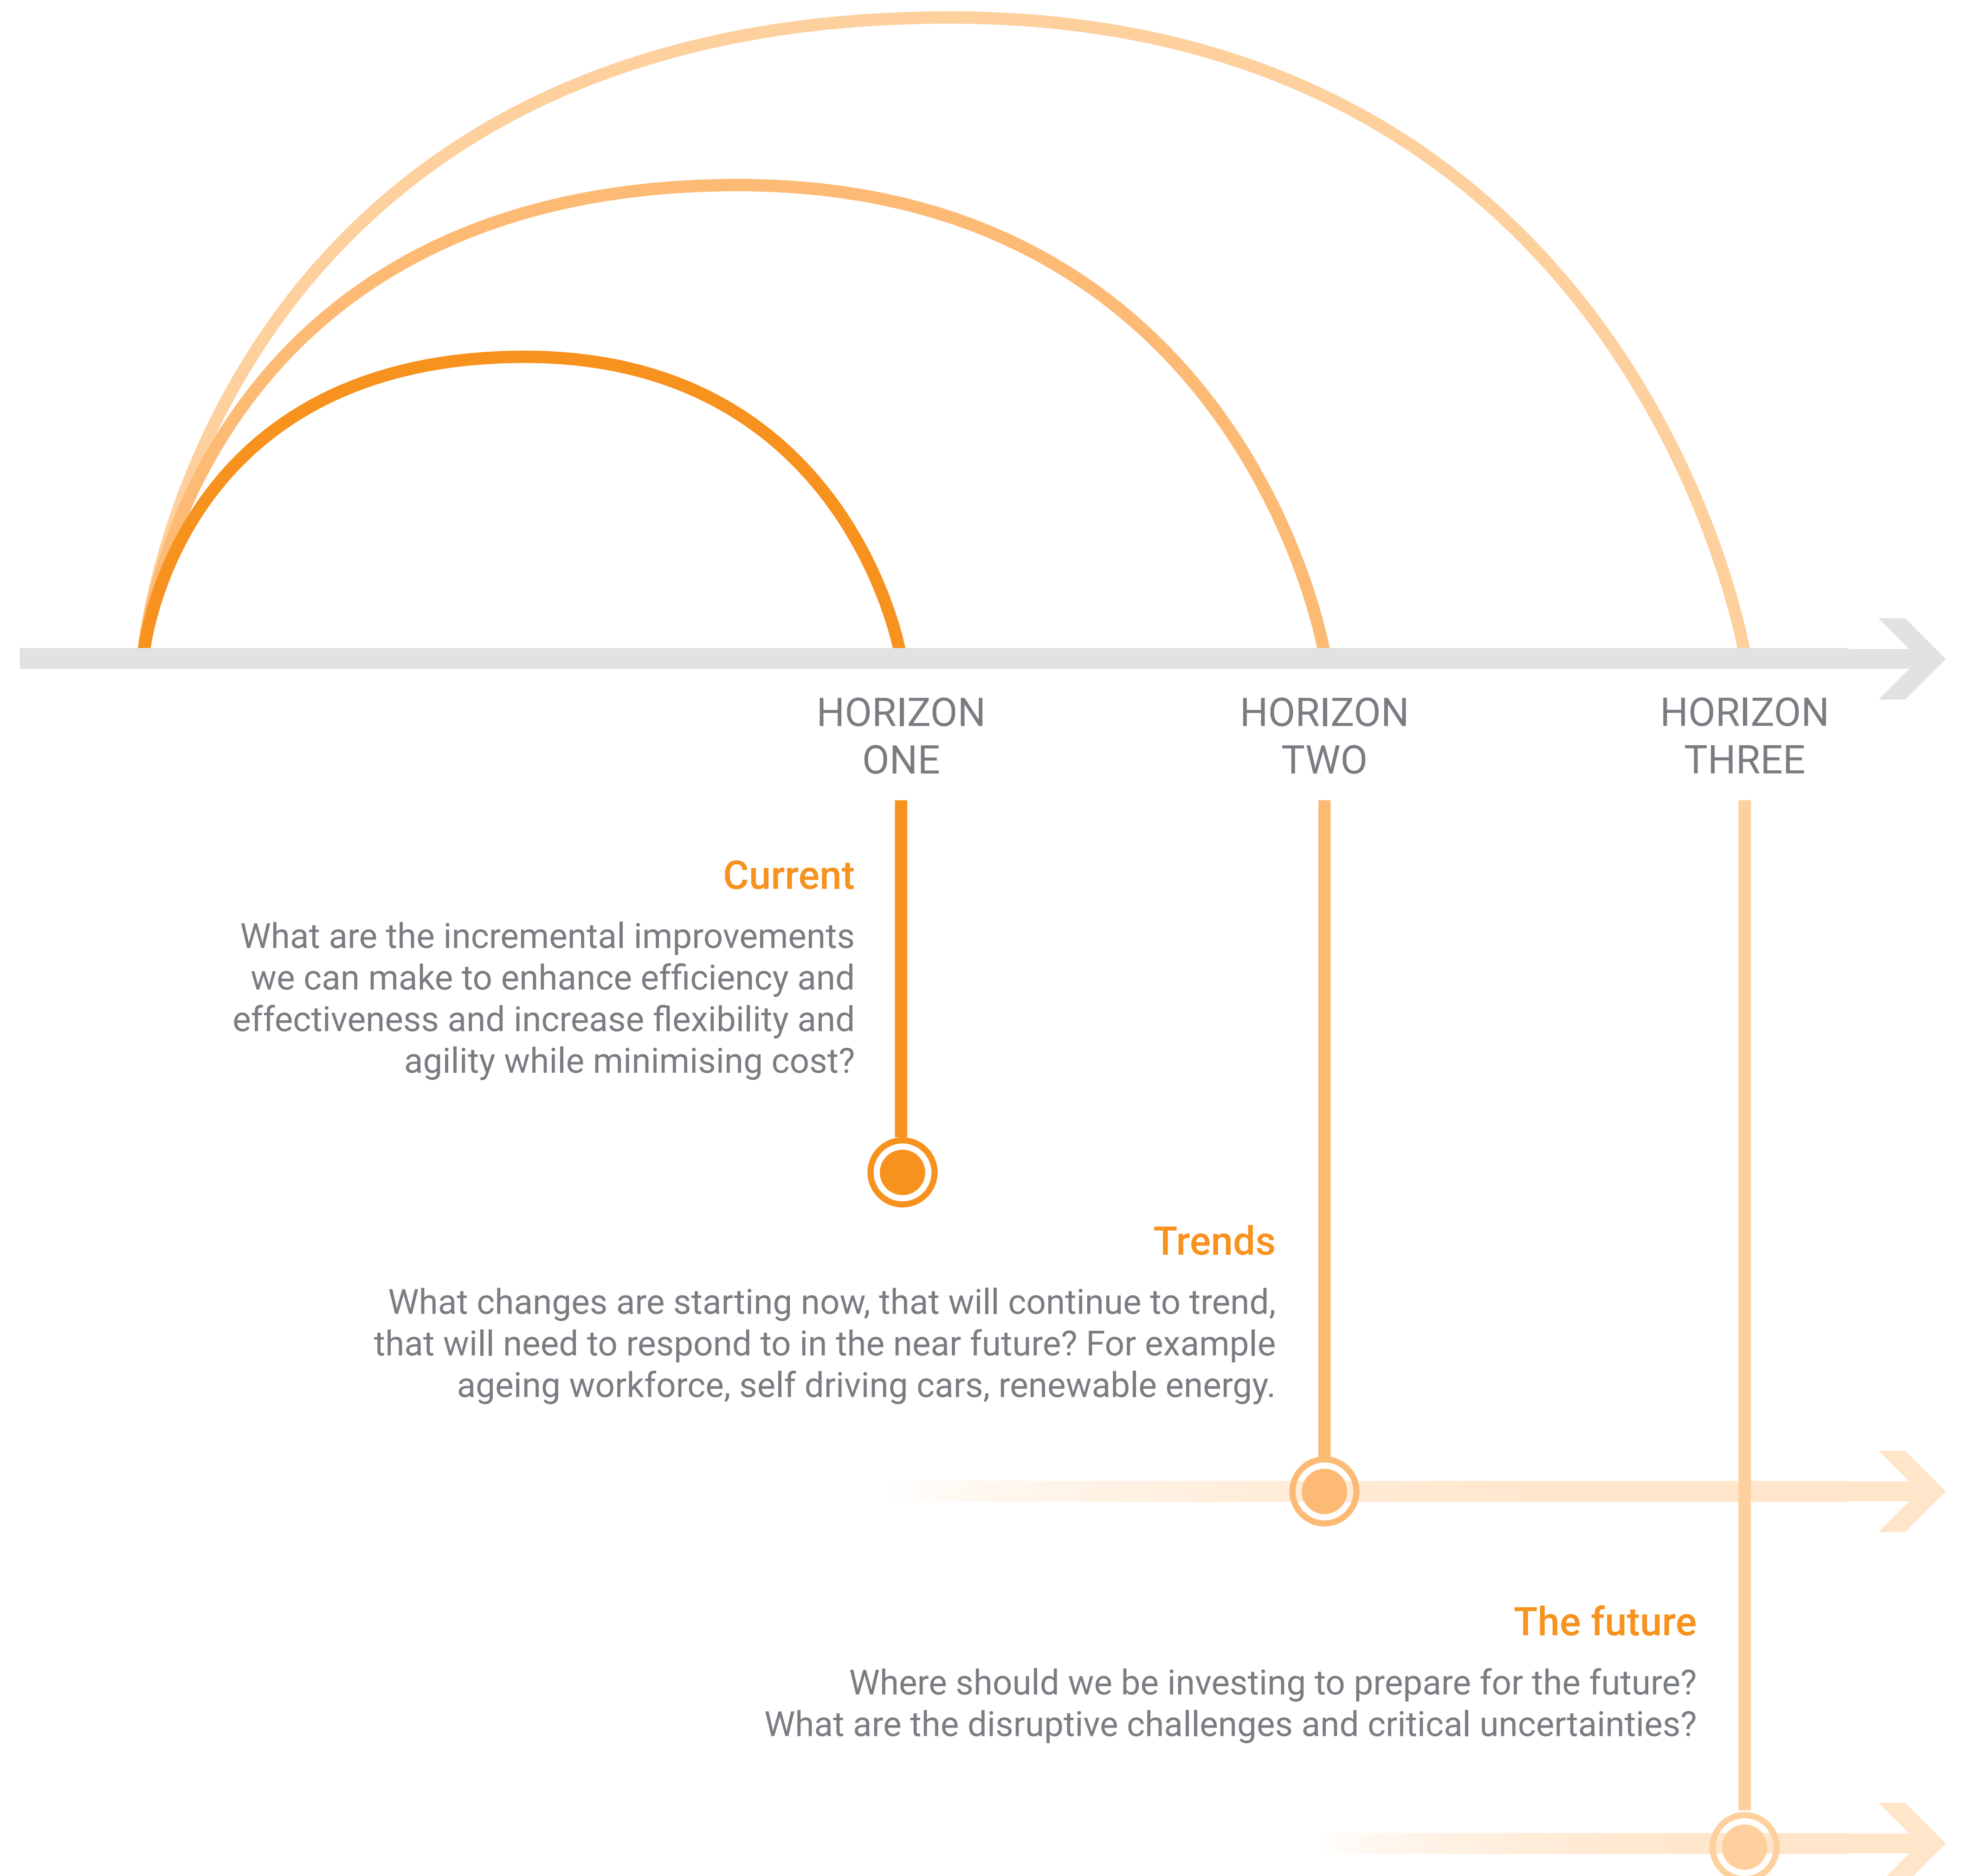 HORIZON
ONE
HORIZON
TWO
HORIZON
THREE
Current
What are the incremental improvements
we can make to enhance efficiency and
effectiveness and increase flexibility and
agility while minimising cost?
Trends
What changes are starting now, that will continue to trend,
that will need to respond to in the near future? For example
ageing workforce, self driving cars, renewable energy.
The future
Where should we be investing to prepare for the future?
What are the disruptive challenges and critical uncertainties?